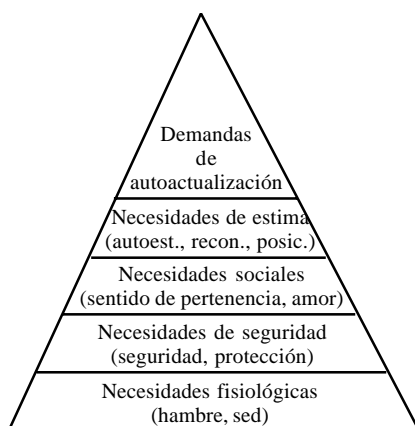 Demandas
de
autoactualización
Necesidades de estima
(autoest., recon., posic.)
Necesidades sociales
(sentido de pertenencia, amor)
Necesidades de seguridad
(seguridad, protección)
Necesidades fisiológicas
(hambre, sed)